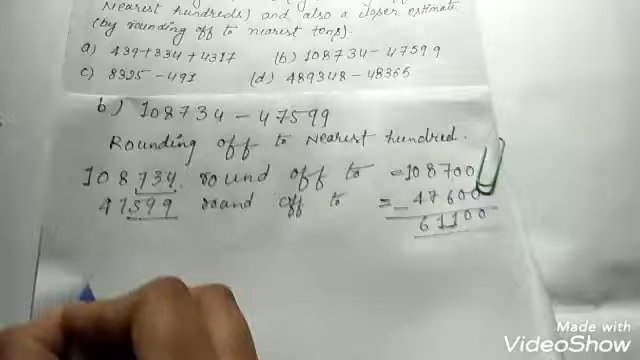 Nearest hundreds) and also a closer estimate
(by rounding off to nearest tens).
a) 439+334+4317 (b) 108734-47599
c) 8325-491 (d) 489348-48365
b) 108734-47599
Rounding off to Nearest hundred.
108734 round off to = 108700
47599 round off to = - 47600
61100
Made with
VideoShow